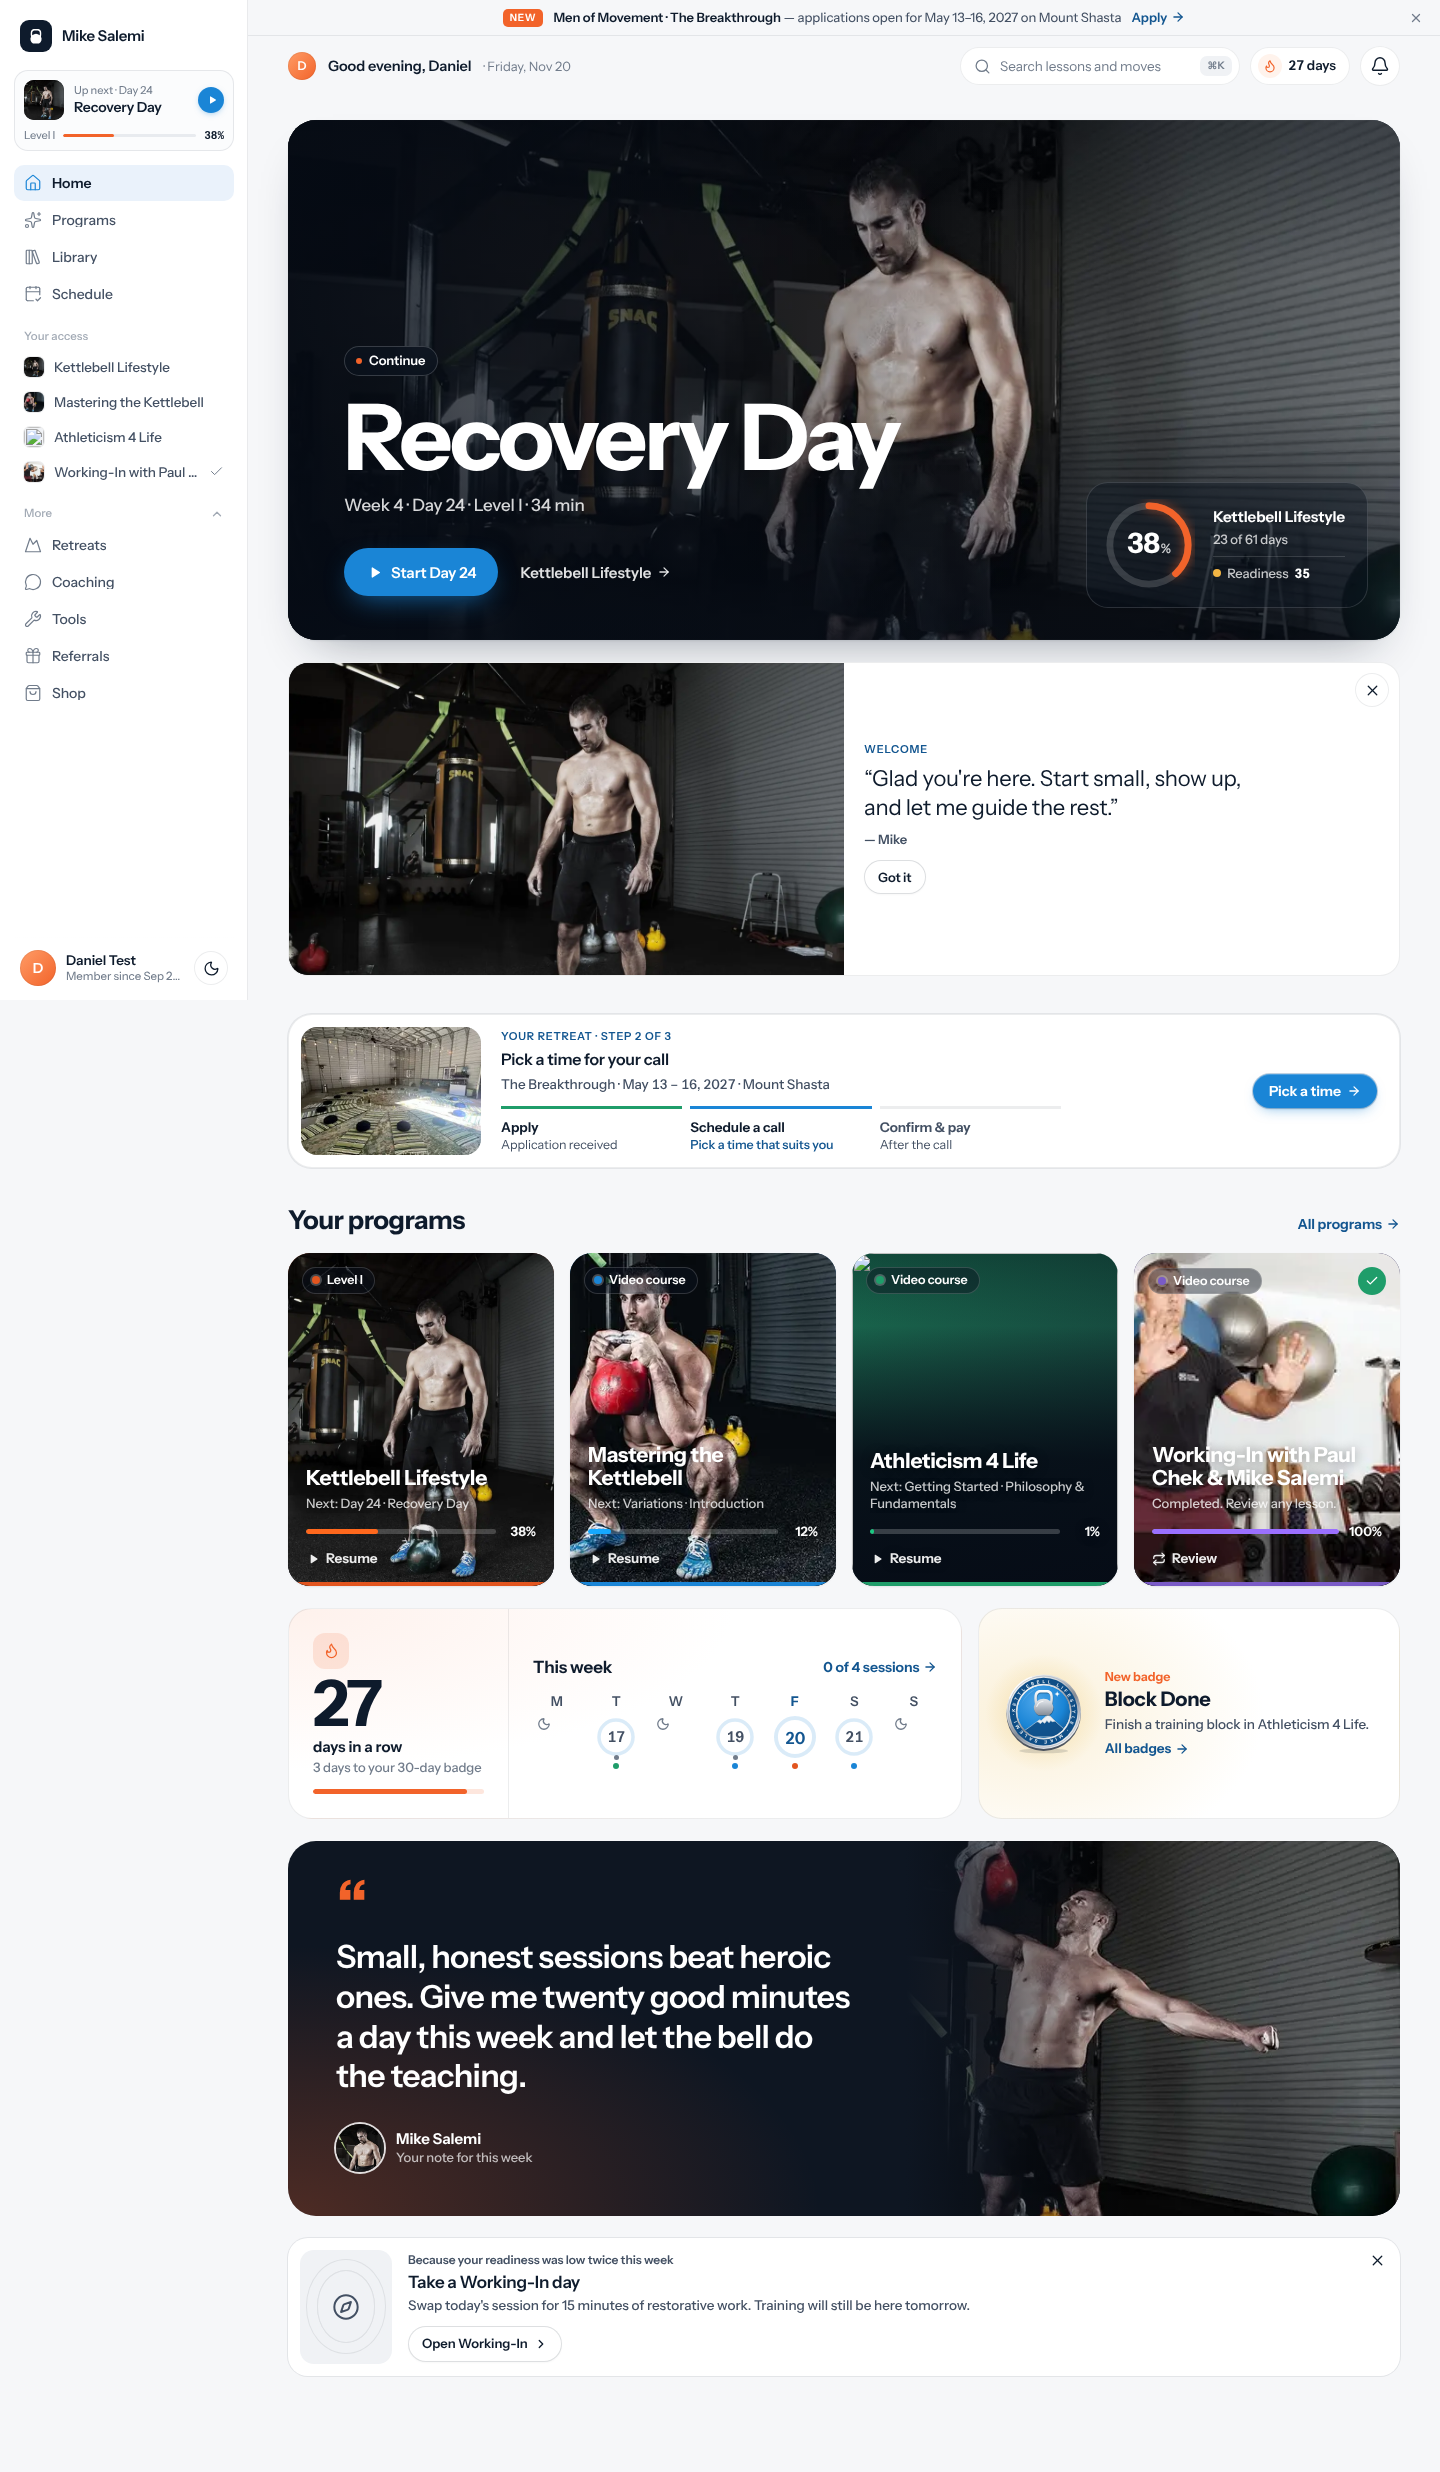 NEW Men of Movement · The Breakthrough — applications open for May 13–16, 2027 on Mount Shasta Apply →
Mike Salemi
Up next · Day 24
Recovery Day
Level I 38%
Home
Programs
Library
Schedule
Your access
Kettlebell Lifestyle
Mastering the Kettlebell
Athleticism 4 Life
Working-In with Paul ...
More
Retreats
Coaching
Tools
Referrals
Shop
D Daniel Test
Member since Sep 2...
D Good evening, Daniel · Friday, Nov 20
Search lessons and moves ⌘K
27 days
SMAC
Continue
Recovery Day
Week 4 · Day 24 · Level I · 34 min
Start Day 24
Kettlebell Lifestyle →
38%
Kettlebell Lifestyle
23 of 61 days
Readiness 35
SMAC
WELCOME
“Glad you're here. Start small, show up,
and let me guide the rest.”
— Mike
Got it
YOUR RETREAT · STEP 2 OF 3
Pick a time for your call
The Breakthrough · May 13 – 16, 2027 · Mount Shasta
Apply
Application received
Schedule a call
Pick a time that suits you
Confirm & pay
After the call
Pick a time →
Your programs
All programs →
Level I
SMAC
Kettlebell Lifestyle
Next: Day 24 · Recovery Day
38%
Resume
Video course
Mastering the
Kettlebell
Next: Variations · Introduction
12%
Resume
Video course
Athleticism 4 Life
Next: Getting Started · Philosophy &
Fundamentals
1%
Resume
Video course
Working-In with Paul
Chek & Mike Salemi
Completed. Review any lesson.
100%
Review
27
days in a row
3 days to your 30-day badge
This week
0 of 4 sessions →
M T W T F S S
17 19 20 21
New badge
Block Done
Finish a training block in Athleticism 4 Life.
All badges →
“
Small, honest sessions beat heroic
ones. Give me twenty good minutes
a day this week and let the bell do
the teaching.
Mike Salemi
Your note for this week
Because your readiness was low twice this week
Take a Working-In day
Swap today's session for 15 minutes of restorative work. Training will still be here tomorrow.
Open Working-In